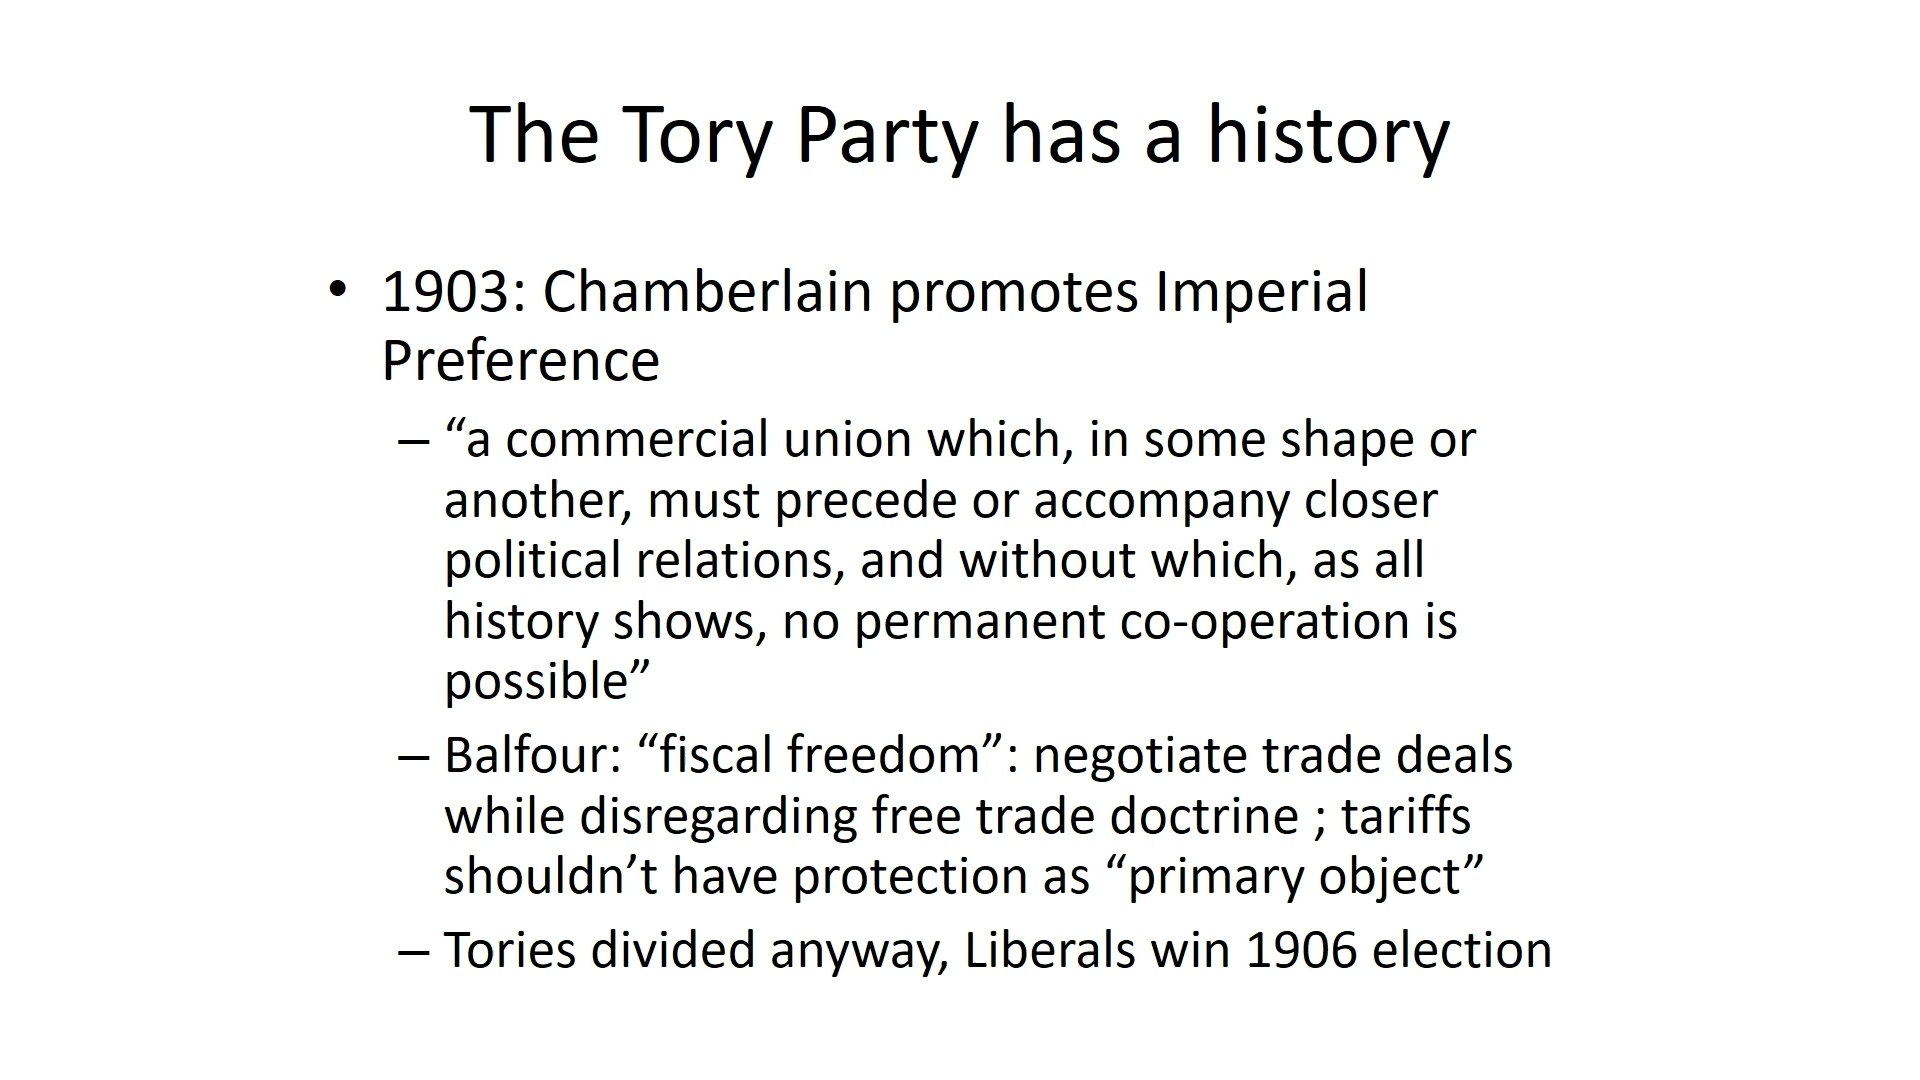 The Tory Party has a history
• 1903: Chamberlain promotes Imperial
Preference
– “a commercial union which, in some shape or
another, must precede or accompany closer
political relations, and without which, as all
history shows, no permanent co-operation is
possible”
– Balfour: “fiscal freedom”: negotiate trade deals
while disregarding free trade doctrine ; tariffs
shouldn’t have protection as “primary object”
– Tories divided anyway, Liberals win 1906 election